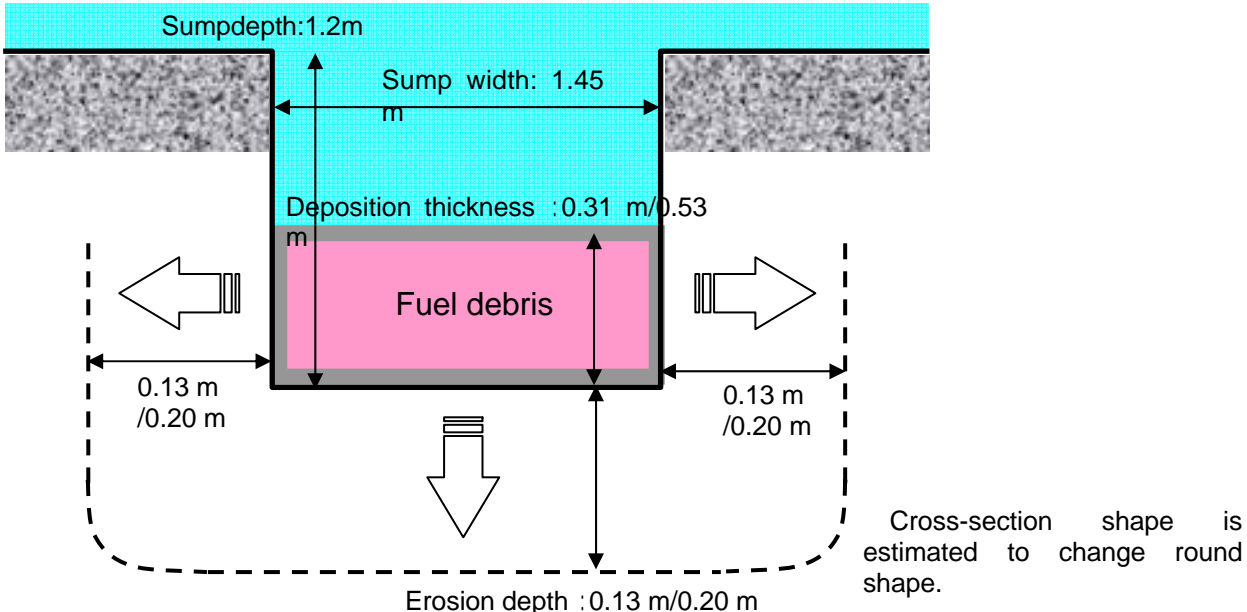 Sumpdepth:1.2m
Sump width: 1.45
m
Deposition thickness :0.31 m/0.53
m
Fuel debris
0.13 m
/0.20 m
0.13 m
/0.20 m
Cross-section shape is
estimated to change round
shape.
Erosion depth :0.13 m/0.20 m